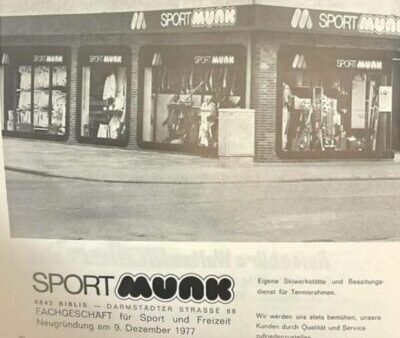 SPORT MUNK
SPORT MUNK
SPORT MUNK
SPORT MUNK
SPORT MUNK
SPORT MUNK
SPORT MUNK
6843 BIBLIS — DARMSTÄDTER STRASSE 68
FACHGESCHÄFT für Sport und Freizeit
Neugründung am 9. Dezember 1977
Eigene Skiwerkstätte und Besaitungs-
dienst für Tennisrahmen.
Wir werden uns stets bemühen, unsere
Kunden durch Qualität und Service
zufriedenzustellen